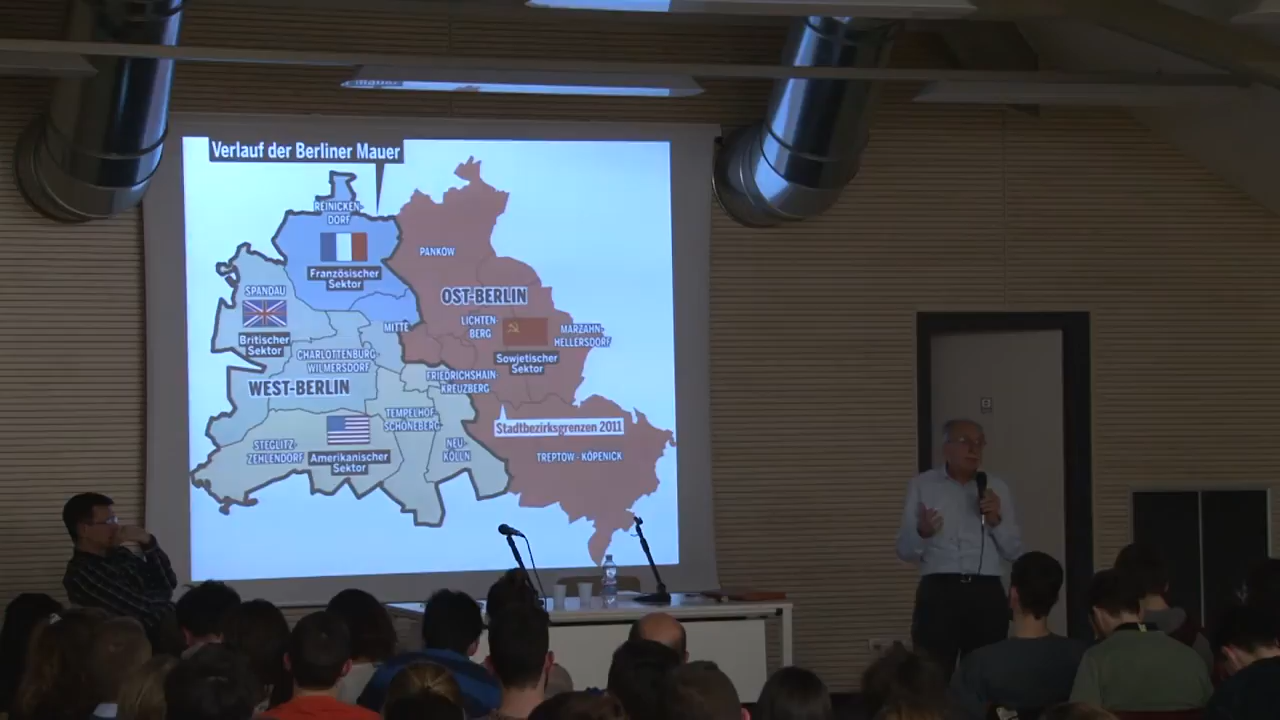 Verlauf der Berliner Mauer
REINICKEN-
DORF
Französischer
Sektor
PANKOW
OST-BERLIN
SPANDAU
Britischer
Sektor
MITTE
LICHTEN-
BERG
MARZAHN-
HELLERSDORF
Sowjetischer
Sektor
CHARLOTTENBURG
WILMERSDORF
WEST-BERLIN
FRIEDRICHSHAIN-
KREUZBERG
TEMPELHOF
SCHÖNEBERG
Stadtbezirksgrenzen 2011
STEGLITZ-
ZEHLENDORF
Amerikanischer
Sektor
NEU-
KÖLLN
TREPTOW - KÖPENICK